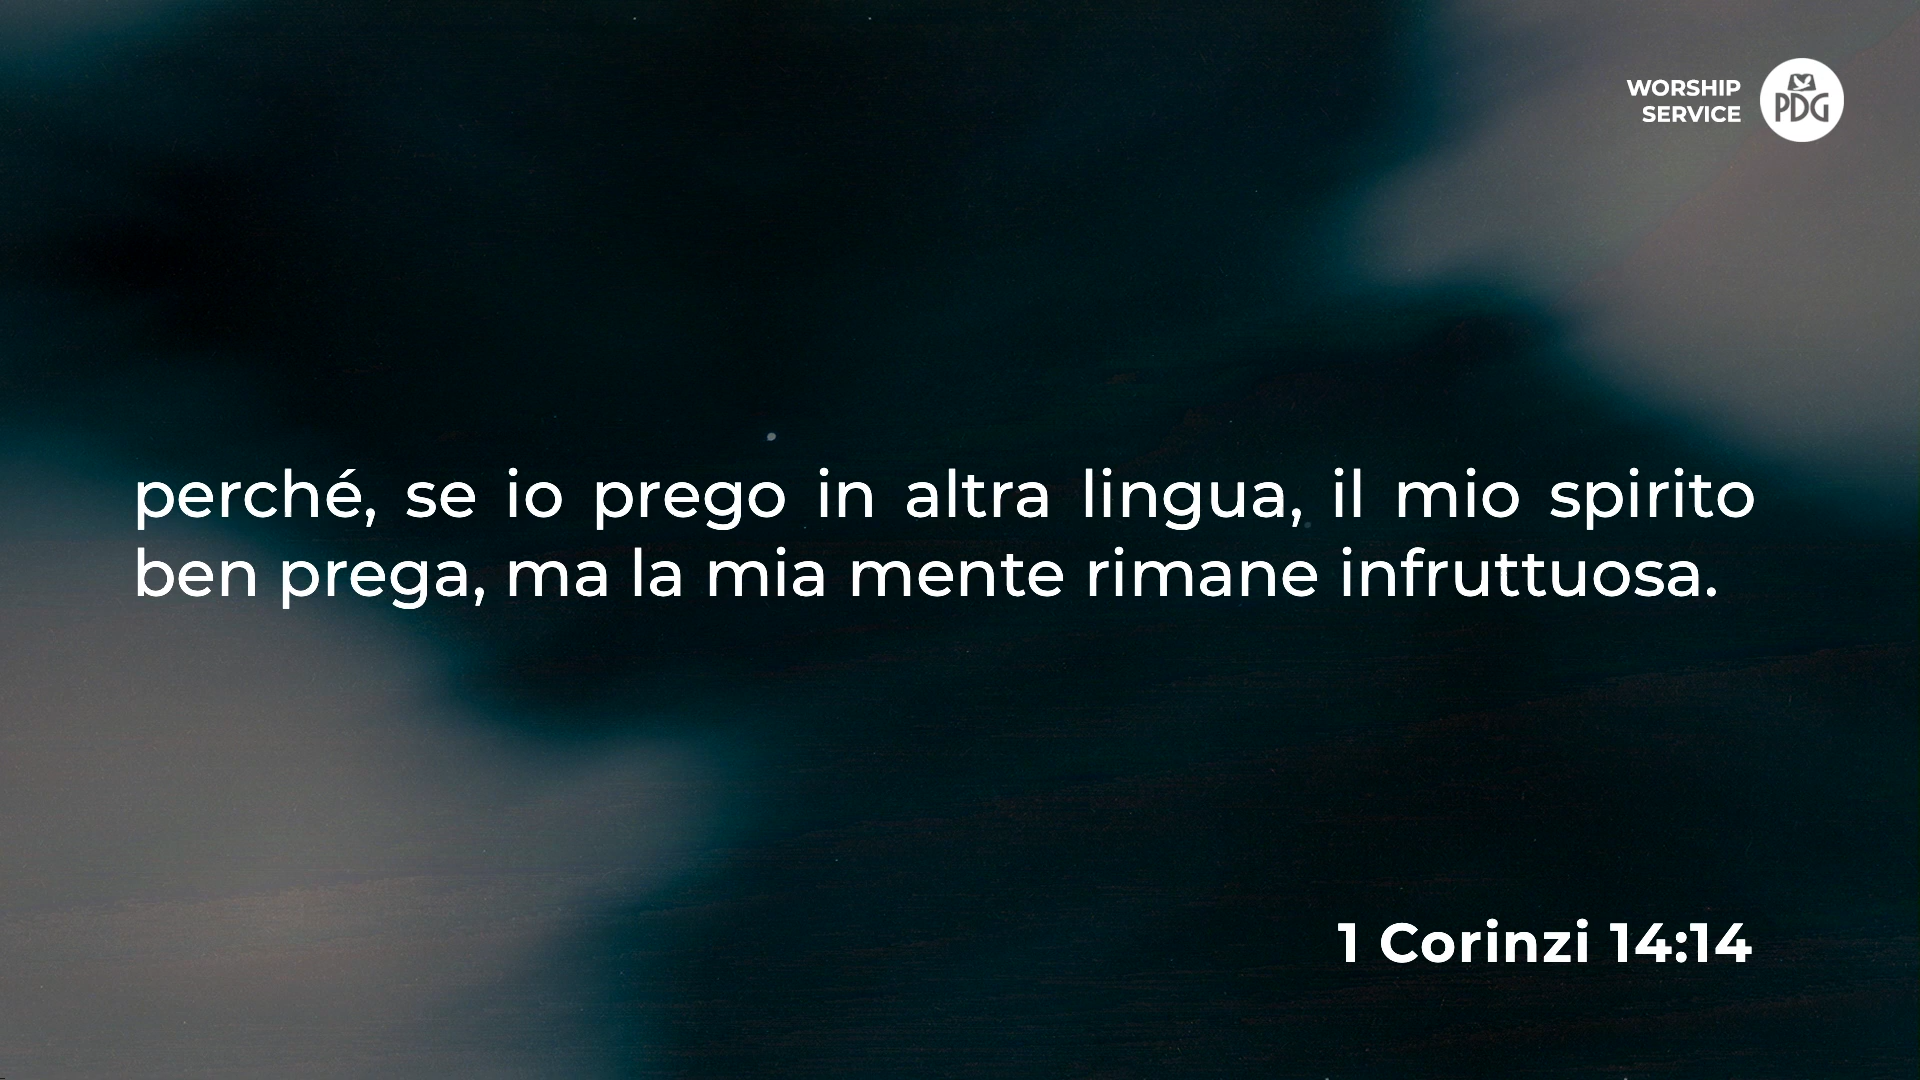 WORSHIP
SERVICE
PDG
perché, se io prego in altra lingua, il mio spirito
ben prega, ma la mia mente rimane infruttuosa.
1 Corinzi 14:14